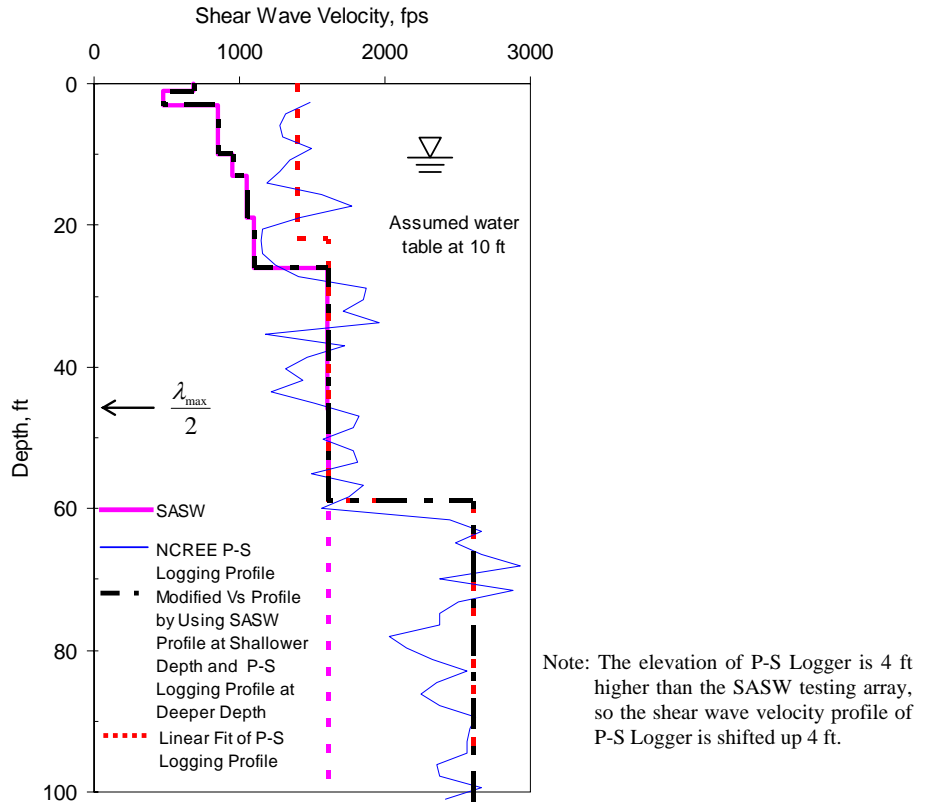 Shear Wave Velocity, fps
0 1000 2000 3000
0
20
40
60
80
100
Depth, ft
Assumed water
table at 10 ft
λmax
2
SASW
NCREE P-S
Logging Profile
Modified Vs Profile
by Using SASW
Profile at Shallower
Depth and P-S
Logging Profile at
Deeper Depth
Linear Fit of P-S
Logging Profile
Note: The elevation of P-S Logger is 4 ft
higher than the SASW testing array,
so the shear wave velocity profile of
P-S Logger is shifted up 4 ft.